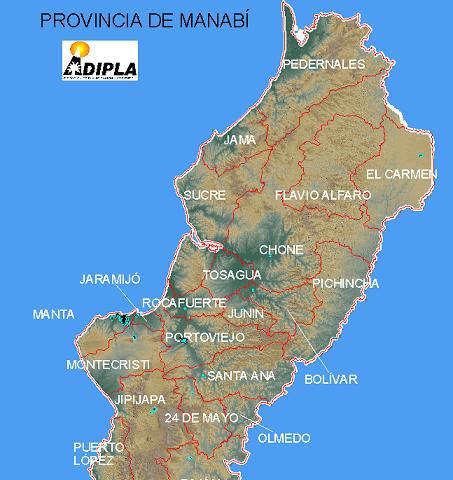 PROVINCIA DE MANABÍ
ADIPLA
PEDERNALES
JAMA
EL CARMEN
SUCRE
FLAVIO ALFARO
CHONE
TOSAGUA
JARAMIJÓ
PICHINCHA
ROCAFUERTE
MANTA
JUNIN
PORTOVIEJO
MONTECRISTI
SANTA ANA
BOLÍVAR
JIPIJAPA
24 DE MAYO
OLMEDO
PUERTO
LÓPEZ